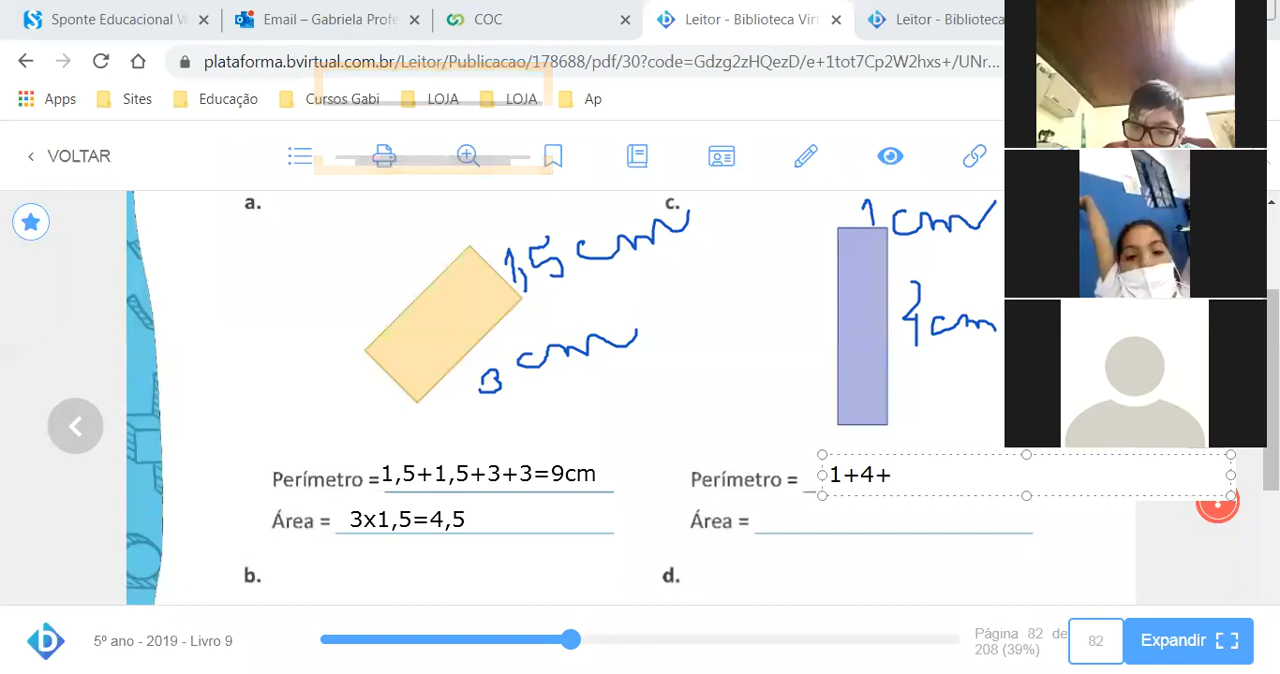 Sponte Educacional W
Email – Gabriela Profe
COC
Leitor - Biblioteca Virt
Leitor - Biblioteca
plataforma.bvirtual.com.br/Leitor/Publicacao/178688/pdf/30?code=Gdzg2zHQezD/e+1tot7Cp2W2hxs+/UNr...
Apps
Sites
Educação
Cursos Gabi
LOJA
LOJA
Ap
VOLTAR
a.
c.
1,5 cm
1 cm
3 cm
4 cm
Perímetro = 1,5+1,5+3+3=9cm
Perímetro = 1+4+
Área = 3x1,5=4,5
Área =
b.
d.
5º ano - 2019 - Livro 9
Página 82 de
208 (39%)
82
Expandir